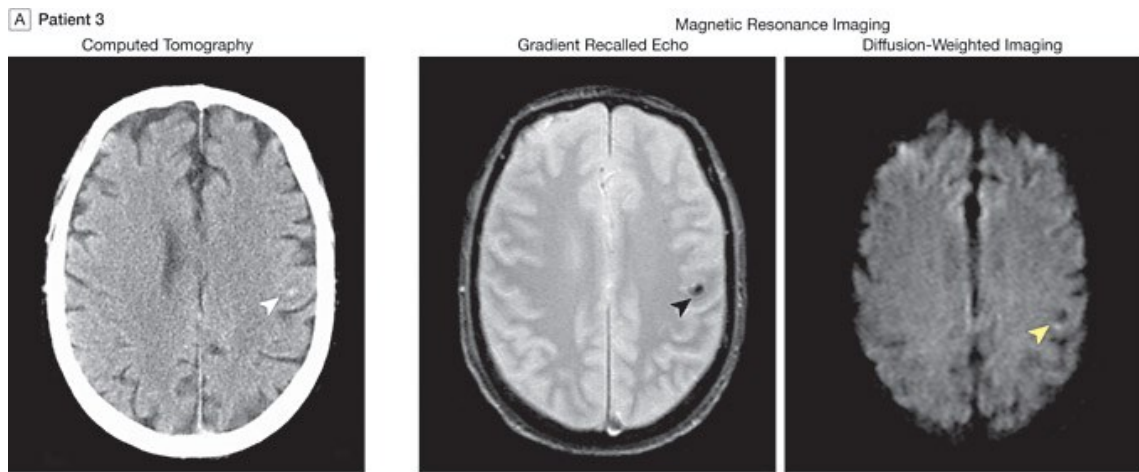 A Patient 3
Magnetic Resonance Imaging
Computed Tomography
Gradient Recalled Echo
Diffusion-Weighted Imaging